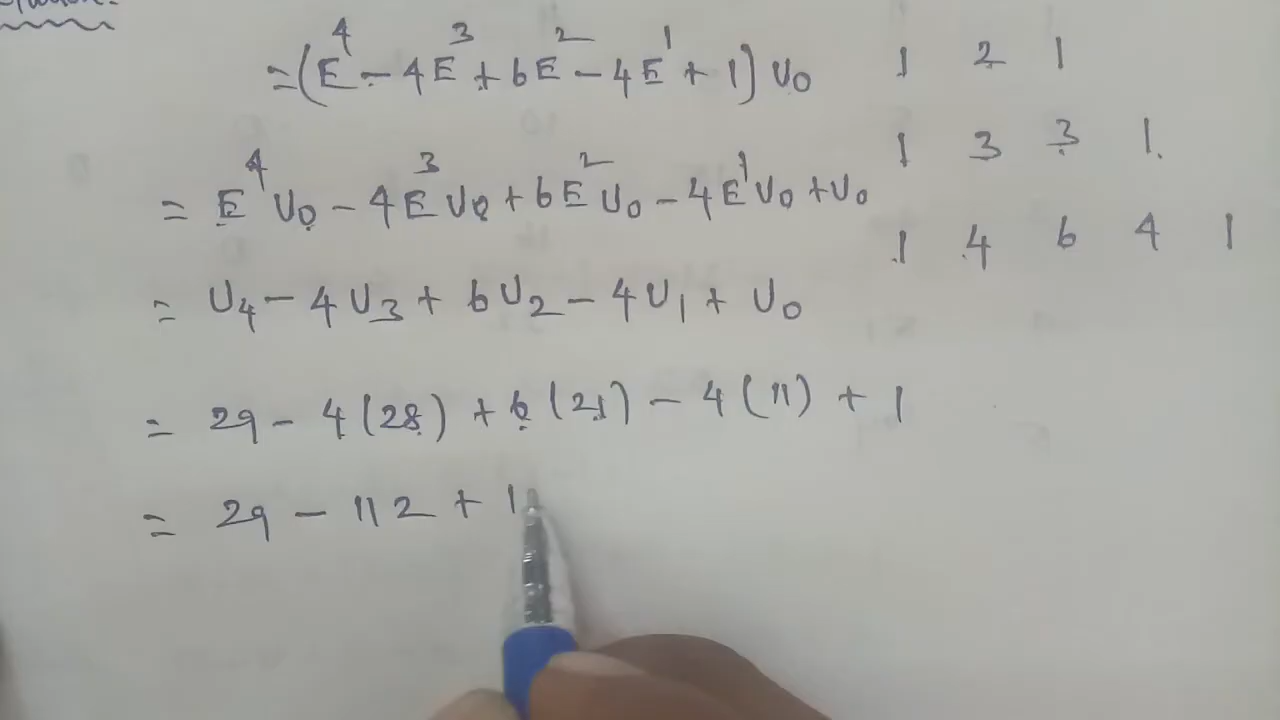 =(E⁴ - 4E³ + 6E² - 4E¹ + 1) U₀
1 2 1
1 3 3 1
= E⁴U₀ - 4E³U₀ + 6E²U₀ - 4E¹U₀ + U₀
1 4 6 4 1
= U₄ - 4U₃ + 6U₂ - 4U₁ + U₀
= 29 - 4(28) + 6(21) - 4(11) + 1
= 29 - 112 + 1